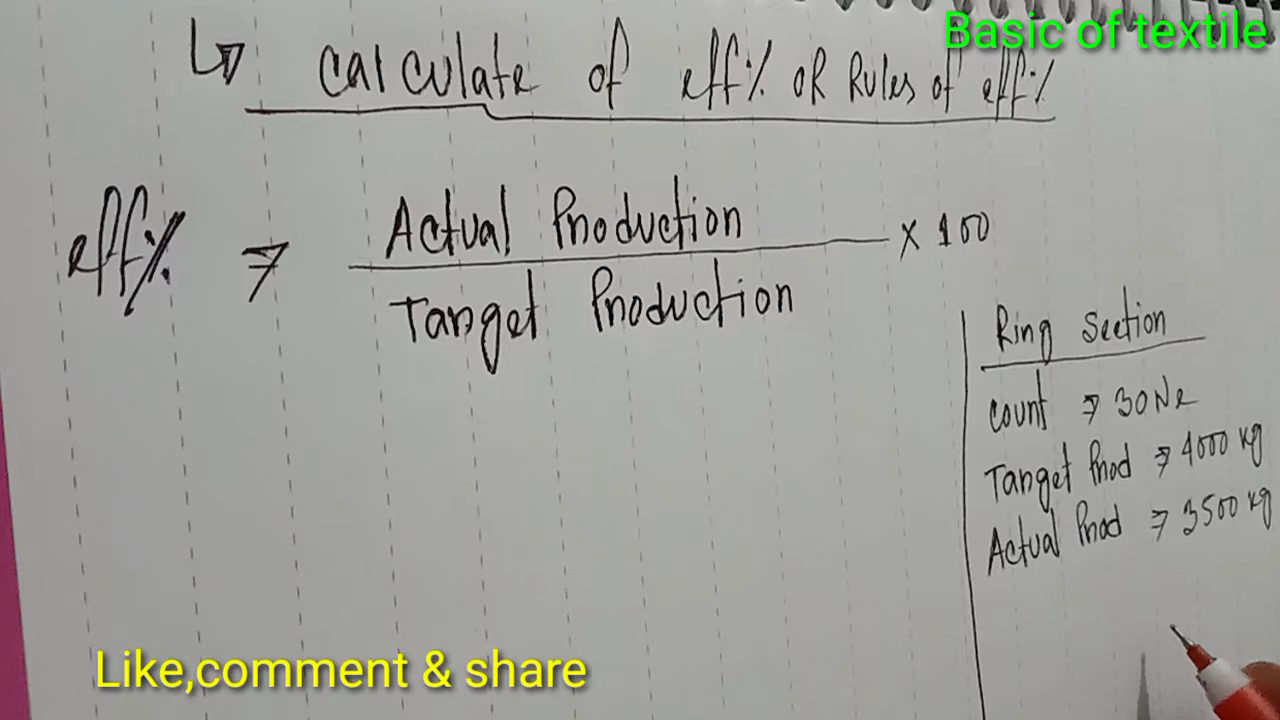 Basic of textile
↳ Calculate of eff% OR Rules of eff%
eff% ⇒ Actual Production × 100
Target Production
Ring Section
Count ⇒ 30Ne
Target Prod ⇒ 4000 kg
Actual Prod ⇒ 3500 kg
Like,comment & share